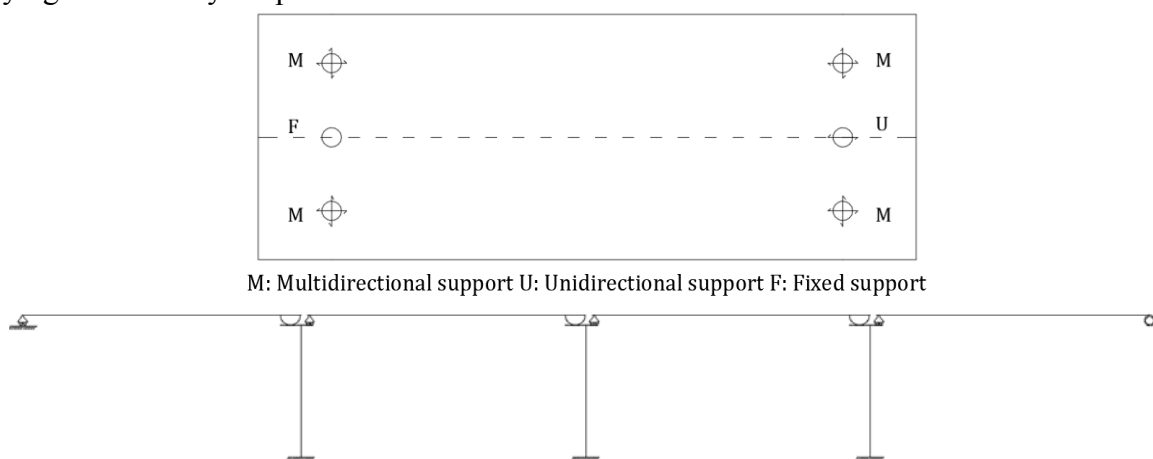 M M
F U
M M
M: Multidirectional support U: Unidirectional support F: Fixed support